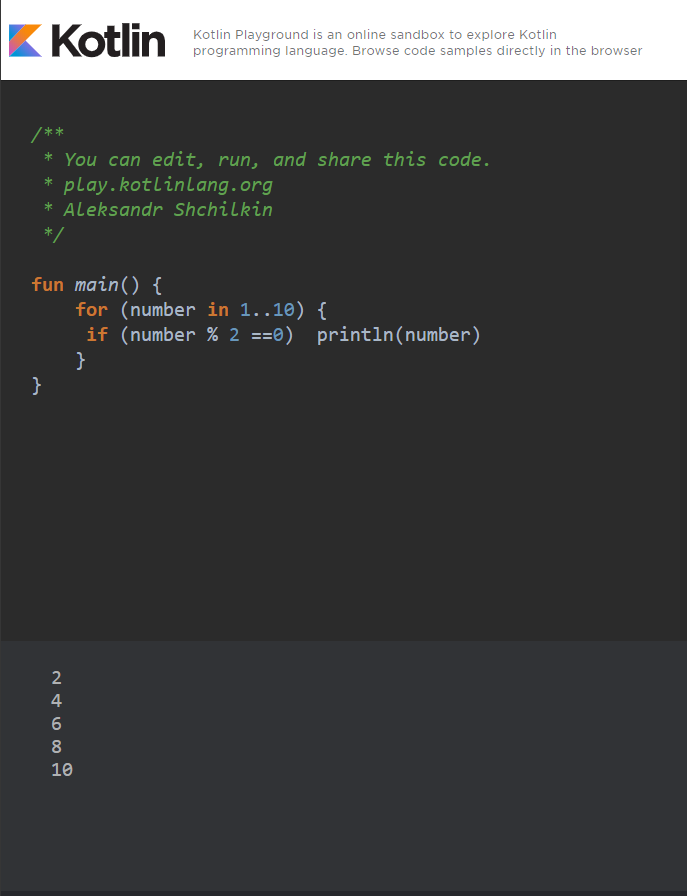 Kotlin
Kotlin Playground is an online sandbox to explore Kotlin
programming language. Browse code samples directly in the browser
/**
 * You can edit, run, and share this code.
 * play.kotlinlang.org
 * Aleksandr Shchilkin
 */
fun main() {
    for (number in 1..10) {
     if (number % 2 ==0)  println(number)
    }
}
2
4
6
8
10